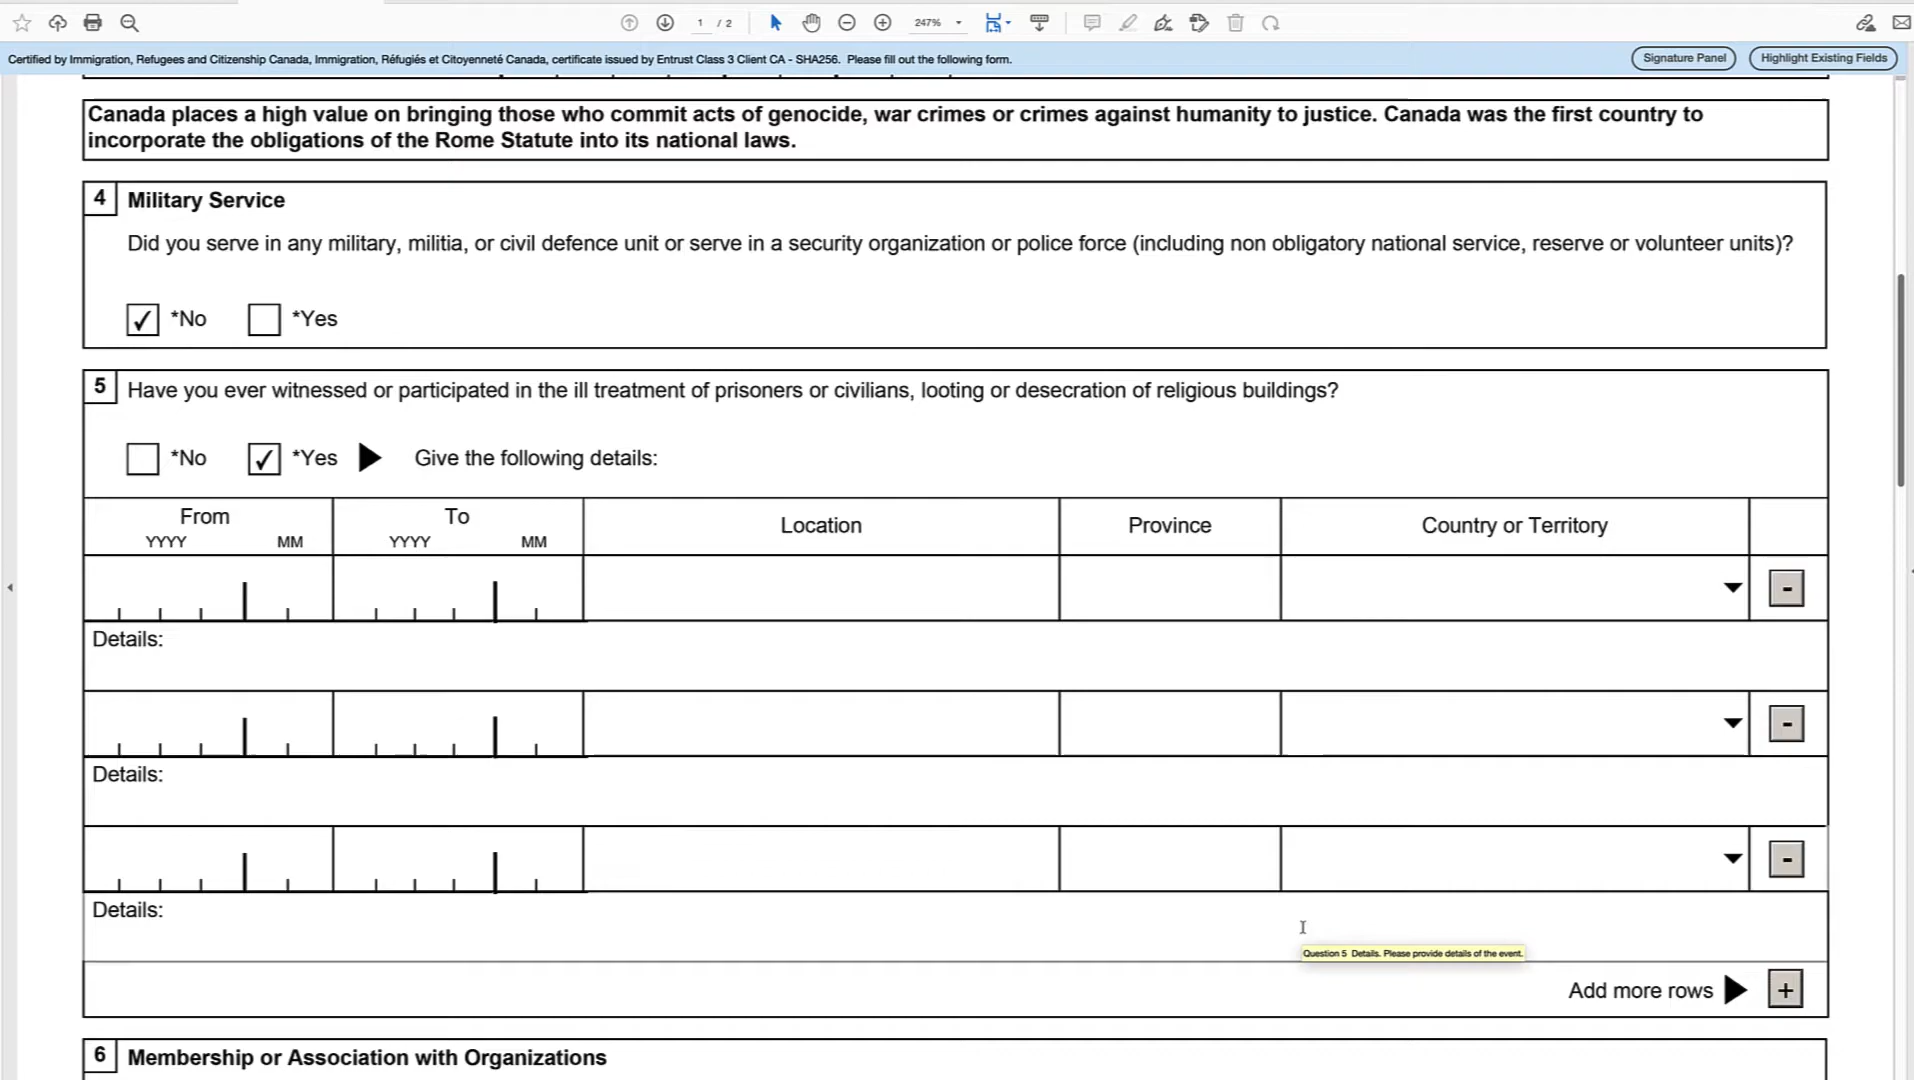 1 / 2
247%
Certified by Immigration, Refugees and Citizenship Canada, Immigration, Réfugiés et Citoyenneté Canada, certificate issued by Entrust Class 3 Client CA - SHA256.  Please fill out the following form.
Signature Panel
Highlight Existing Fields
Canada places a high value on bringing those who commit acts of genocide, war crimes or crimes against humanity to justice. Canada was the first country to
incorporate the obligations of the Rome Statute into its national laws.
4 Military Service
Did you serve in any military, militia, or civil defence unit or serve in a security organization or police force (including non obligatory national service, reserve or volunteer units)?
*No *Yes
5 Have you ever witnessed or participated in the ill treatment of prisoners or civilians, looting or desecration of religious buildings?
*No *Yes Give the following details:
From To Location Province Country or Territory
YYYY MM YYYY MM
-
Details:
-
Details:
-
Details:
Question 5  Details. Please provide details of the event.
Add more rows +
6 Membership or Association with Organizations